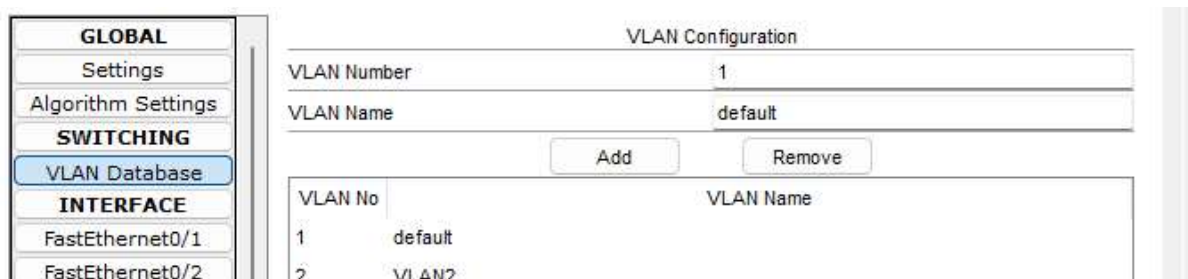 GLOBAL
Settings
Algorithm Settings
SWITCHING
VLAN Database
INTERFACE
FastEthernet0/1
FastEthernet0/2
VLAN Configuration
VLAN Number 1
VLAN Name default
Add Remove
VLAN No VLAN Name
1 default
2 VLAN2